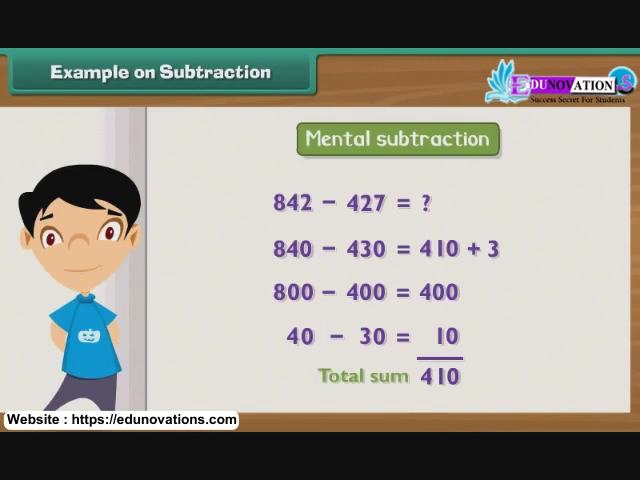 Example on Subtraction
EDUNOVATIONS
Success Secret For Students
Mental subtraction
842 − 427 = ?
840 − 430 = 410 + 3
800 − 400 = 400
40 − 30 = 10
Total sum 410
Website : https://edunovations.com